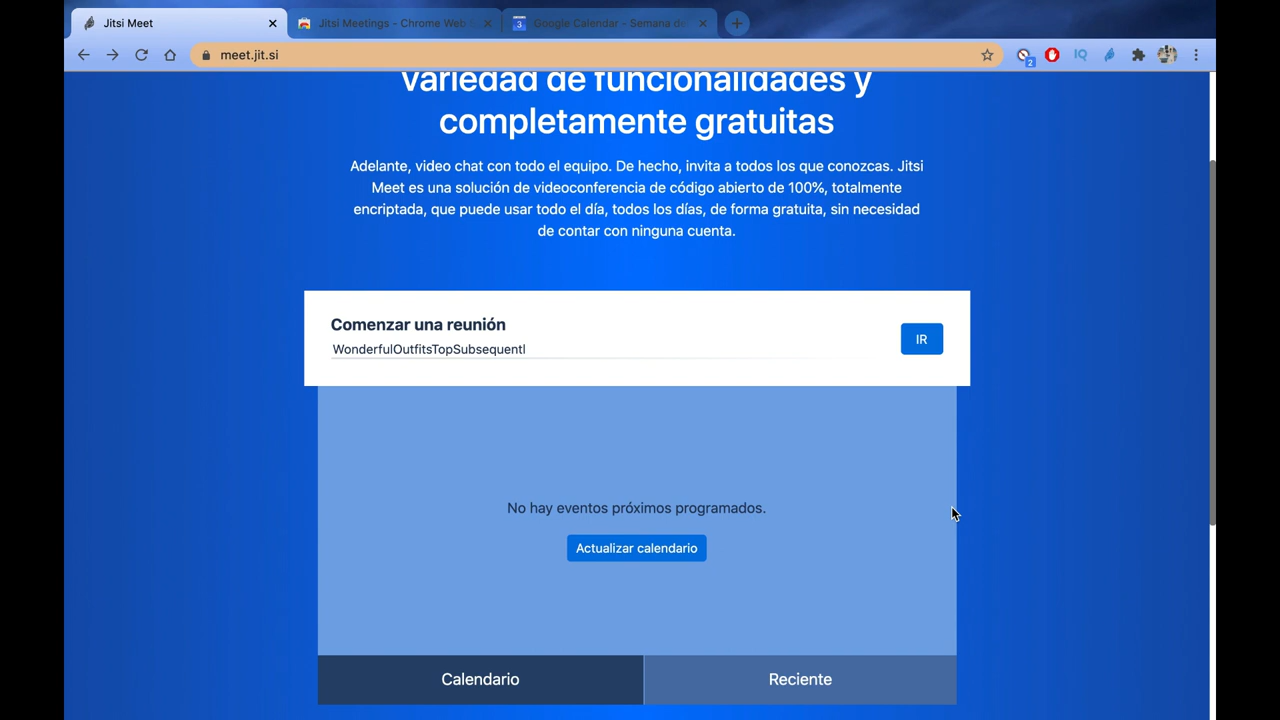 Jitsi Meet
Jitsi Meetings - Chrome Web
Google Calendar - Semana de
meet.jit.si
2
IQ
variedad de funcionalidades y
completamente gratuitas
Adelante, video chat con todo el equipo. De hecho, invita a todos los que conozcas. Jitsi
Meet es una solución de videoconferencia de código abierto de 100%, totalmente
encriptada, que puede usar todo el día, todos los días, de forma gratuita, sin necesidad
de contar con ninguna cuenta.
Comenzar una reunión
WonderfulOutfitsTopSubsequentl
IR
No hay eventos próximos programados.
Actualizar calendario
Calendario
Reciente